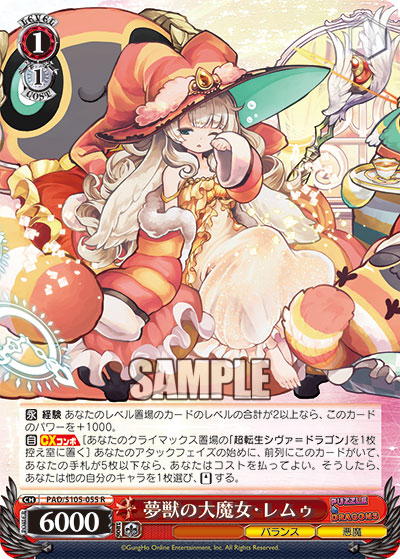 LEVEL
1
1
COST
SAMPLE
永 経験 あなたのレベル置場のカードのレベルの合計が2以上なら、このカード
のパワーを＋1000。
自 CXコンボ [あなたのクライマックス置場の「超転生シヴァ＝ドラゴン」を1枚
控え室に置く] あなたのアタックフェイズの始めに、前列にこのカードがいて、
あなたの手札が5枚以下なら、あなたはコストを払ってよい。そうしたら、
あなたは他の自分のキャラを1枚選び、
CH PAD/S105-055 R
6000
夢獣の大魔女・レムゥ
PUZZLE & DRAGONS
バランス 悪魔
©GungHo Online Entertainment, Inc. All Rights Reserved.